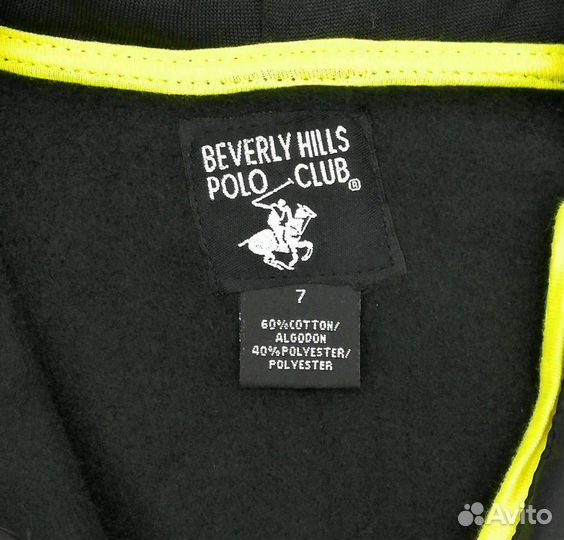 BEVERLY HILLS
POLO CLUB®
7
60%COTTON/
ALGODON
40%POLYESTER/
POLYESTER
Avito